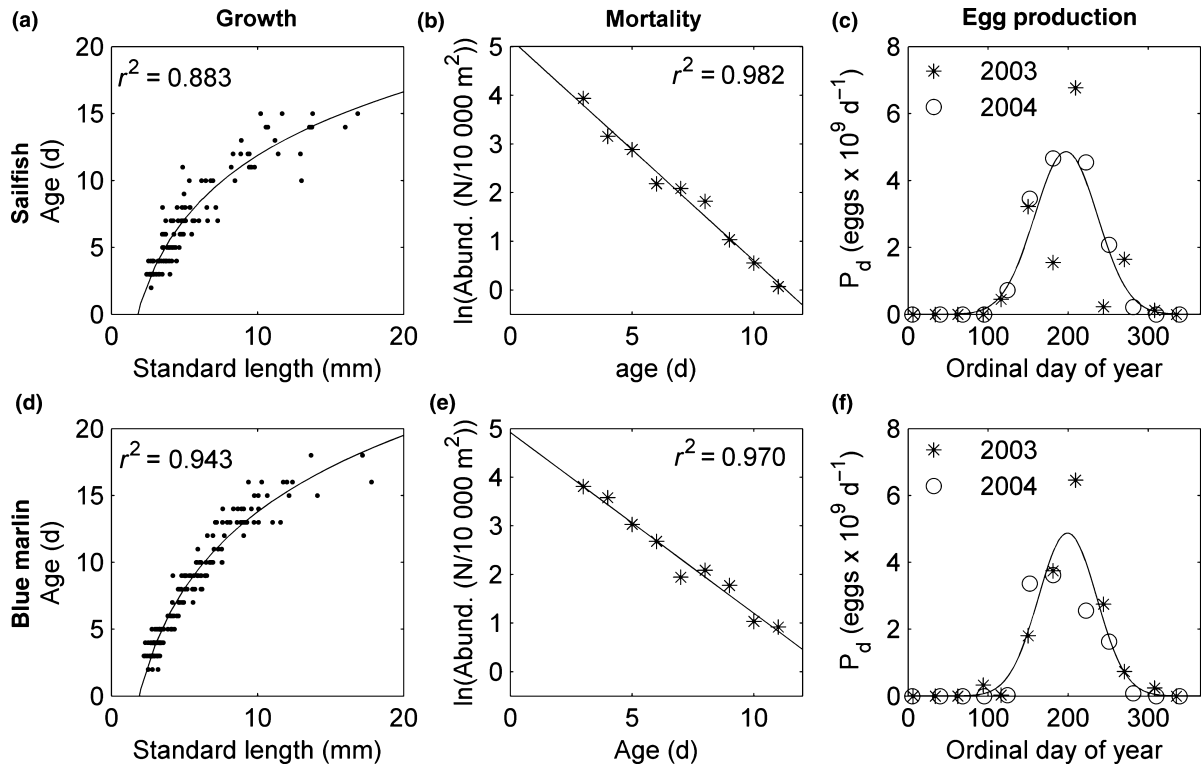 (a) Growth
(b) Mortality
(c) Egg production
Sailfish
Age (d)
20
15
10
5
0
r² = 0.883
0 10 20
Standard length (mm)
ln(Abund. (N/10 000 m²))
5
4
3
2
1
0
r² = 0.982
0 5 10
age (d)
P_d (eggs x 10⁹ d⁻¹)
8
6
4
2
0
2003
2004
0 100 200 300
Ordinal day of year
(d)
Blue marlin
Age (d)
20
15
10
5
0
r² = 0.943
0 10 20
Standard length (mm)
(e)
ln(Abund. (N/10 000 m²))
5
4
3
2
1
0
r² = 0.970
0 5 10
Age (d)
(f)
P_d (eggs x 10⁹ d⁻¹)
8
6
4
2
0
2003
2004
0 100 200 300
Ordinal day of year